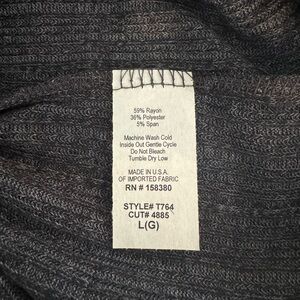 59% Rayon
36% Polyester
5% Span
Machine Wash Cold
Inside Out Gentle Cycle
Do Not Bleach
Tumble Dry Low
MADE IN U.S.A.
OF IMPORTED FABRIC
RN # 158380
STYLE# T764
CUT# 4885
L(G)